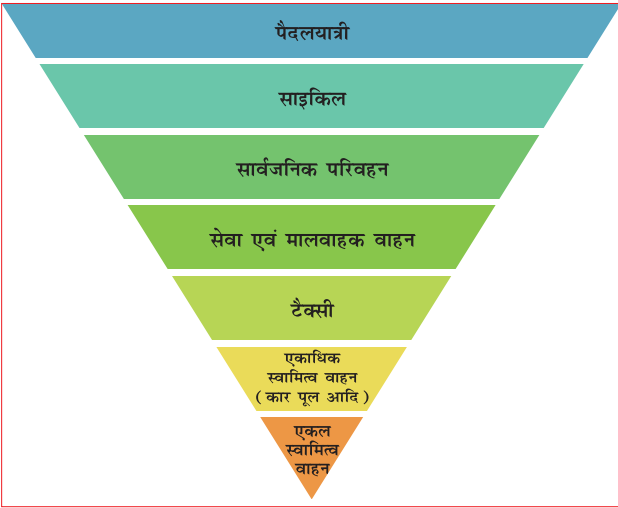 पैदलयात्री
साइकिल
सार्वजनिक परिवहन
सेवा एवं मालवाहक वाहन
टैक्सी
एकाधिक
स्वामित्व वाहन
( कार पूल आदि )
एकल
स्वामित्व
वाहन